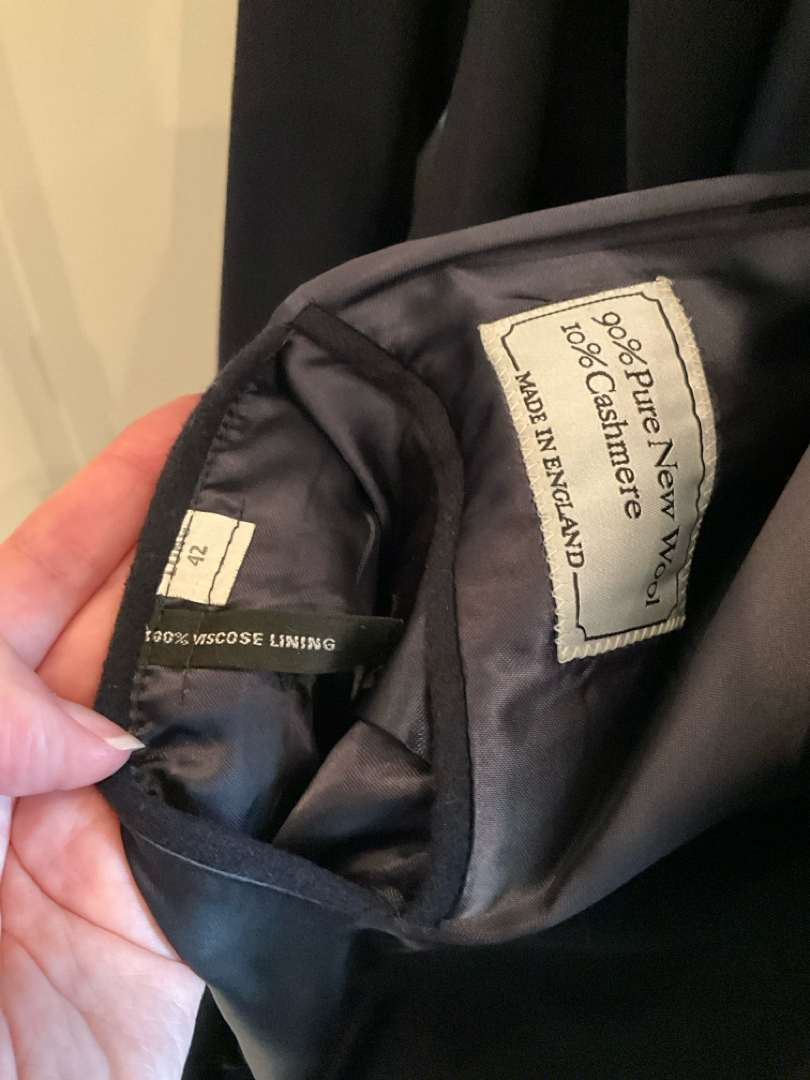 90% Pure New Wool
10% Cashmere
MADE IN ENGLAND
42
100% VISCOSE LINING